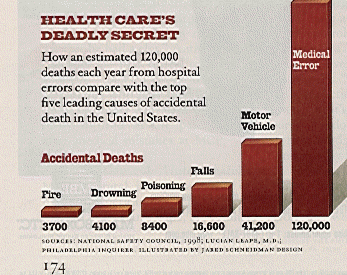 HEALTH CARE'S
DEADLY SECRET
How an estimated 120,000
deaths each year from hospital
errors compare with the top
five leading causes of accidental
death in the United States.
Accidental Deaths
Fire
Drowning
Poisoning
Falls
Motor
Vehicle
Medical
Error
3700 4100 8400 16,600 41,200 120,000
SOURCES: NATIONAL SAFETY COUNCIL, 1998; LUCIAN LEAPE, M.D.;
PHILADELPHIA INQUIRER. ILLUSTRATED BY JARED SCHNEIDMAN DESIGN
174